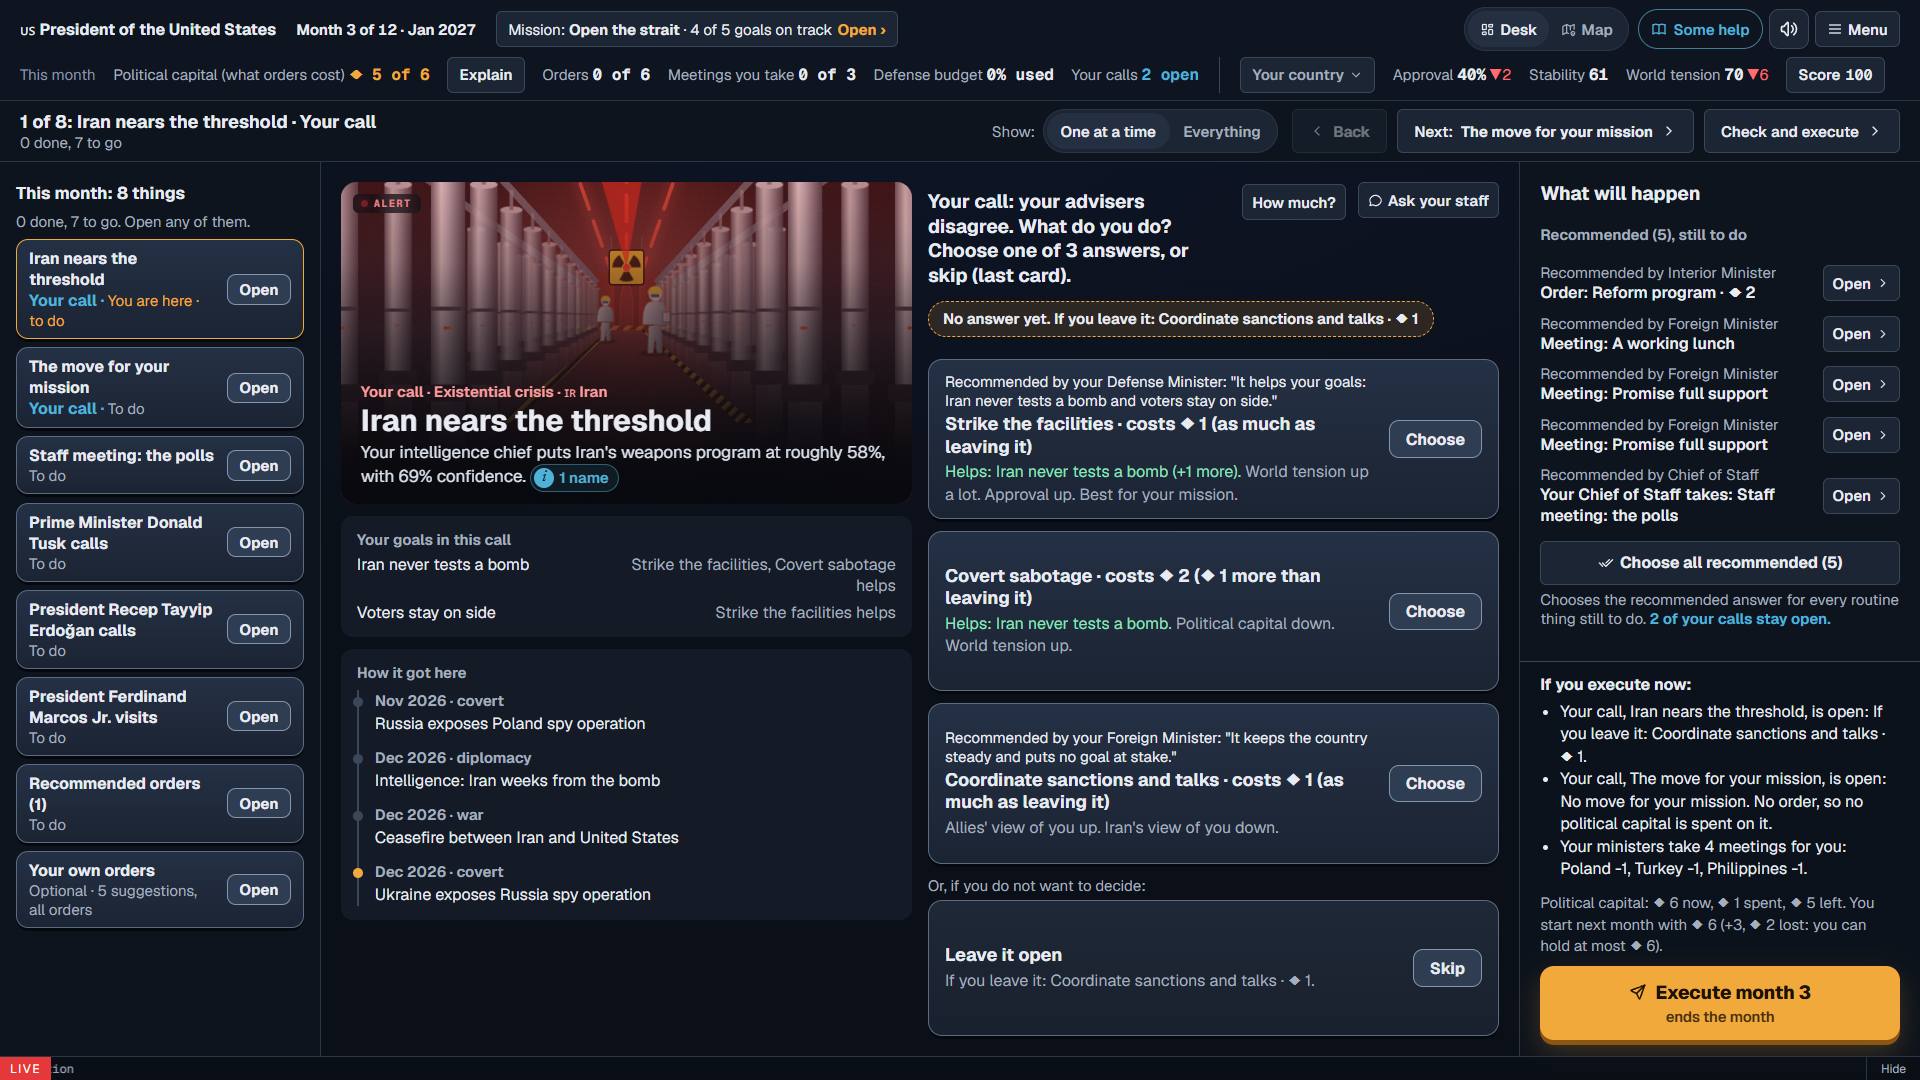 US President of the United States
Month 3 of 12 · Jan 2027
Mission: Open the strait · 4 of 5 goals on track Open ›
Desk
Map
Some help
Menu
This month
Political capital (what orders cost) ◆ 5 of 6
Explain
Orders 0 of 6
Meetings you take 0 of 3
Defense budget 0% used
Your calls 2 open
Your country
Approval 40% ▼2
Stability 61
World tension 70 ▼6
Score 100
1 of 8: Iran nears the threshold · Your call
0 done, 7 to go
Show:
One at a time
Everything
Back
Next: The move for your mission
Check and execute
This month: 8 things
0 done, 7 to go. Open any of them.
Iran nears the
threshold
Your call · You are here ·
to do
Open
The move for your
mission
Your call · To do
Open
Staff meeting: the polls
To do
Open
Prime Minister Donald
Tusk calls
To do
Open
President Recep Tayyip
Erdoğan calls
To do
Open
President Ferdinand
Marcos Jr. visits
To do
Open
Recommended orders
(1)
To do
Open
Your own orders
Optional · 5 suggestions,
all orders
Open
ALERT
Your call · Existential crisis · IR Iran
Iran nears the threshold
Your intelligence chief puts Iran's weapons program at roughly 58%,
with 69% confidence. i 1 name
Your goals in this call
Iran never tests a bomb
Strike the facilities, Covert sabotage
helps
Voters stay on side
Strike the facilities helps
How it got here
Nov 2026 · covert
Russia exposes Poland spy operation
Dec 2026 · diplomacy
Intelligence: Iran weeks from the bomb
Dec 2026 · war
Ceasefire between Iran and United States
Dec 2026 · covert
Ukraine exposes Russia spy operation
Your call: your advisers
disagree. What do you do?
Choose one of 3 answers, or
skip (last card).
How much?
Ask your staff
No answer yet. If you leave it: Coordinate sanctions and talks · ◆ 1
Recommended by your Defense Minister: "It helps your goals:
Iran never tests a bomb and voters stay on side."
Strike the facilities · costs ◆ 1 (as much as
leaving it)
Helps: Iran never tests a bomb (+1 more). World tension up
a lot. Approval up. Best for your mission.
Choose
Covert sabotage · costs ◆ 2 (◆ 1 more than
leaving it)
Helps: Iran never tests a bomb. Political capital down.
World tension up.
Choose
Recommended by your Foreign Minister: "It keeps the country
steady and puts no goal at stake."
Coordinate sanctions and talks · costs ◆ 1 (as
much as leaving it)
Allies' view of you up. Iran's view of you down.
Choose
Or, if you do not want to decide:
Leave it open
If you leave it: Coordinate sanctions and talks · ◆ 1.
Skip
What will happen
Recommended (5), still to do
Recommended by Interior Minister
Order: Reform program · ◆ 2
Open
Recommended by Foreign Minister
Meeting: A working lunch
Open
Recommended by Foreign Minister
Meeting: Promise full support
Open
Recommended by Foreign Minister
Meeting: Promise full support
Open
Recommended by Chief of Staff
Your Chief of Staff takes: Staff
meeting: the polls
Open
Choose all recommended (5)
Chooses the recommended answer for every routine
thing still to do. 2 of your calls stay open.
If you execute now:
• Your call, Iran nears the threshold, is open: If
you leave it: Coordinate sanctions and talks ·
◆ 1.
• Your call, The move for your mission, is open:
No move for your mission. No order, so no
political capital is spent on it.
• Your ministers take 4 meetings for you:
Poland -1, Turkey -1, Philippines -1.
Political capital: ◆ 6 now, ◆ 1 spent, ◆ 5 left. You
start next month with ◆ 6 (+3, ◆ 2 lost: you can
hold at most ◆ 6).
Execute month 3
ends the month
LIVE
ion
Hide